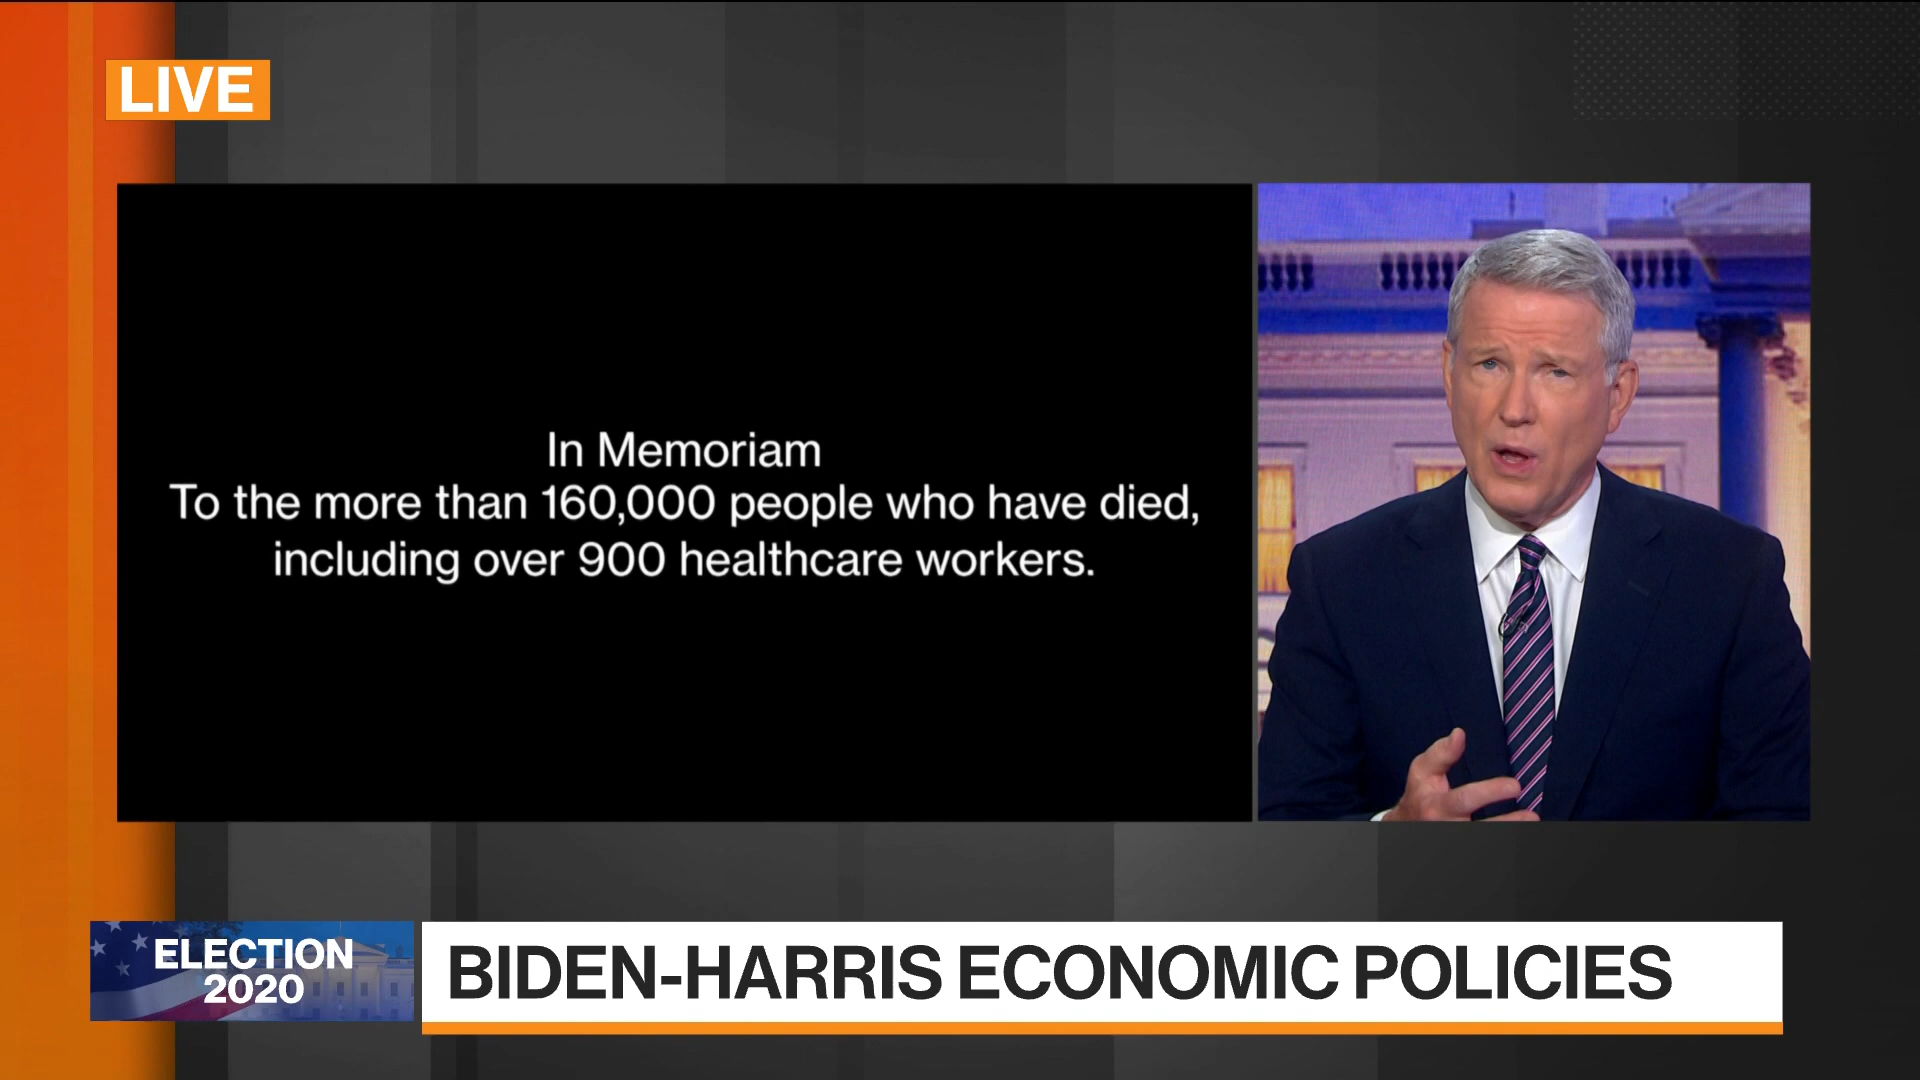 LIVE
In Memoriam
To the more than 160,000 people who have died,
including over 900 healthcare workers.
ELECTION
2020
BIDEN-HARRIS ECONOMIC POLICIES